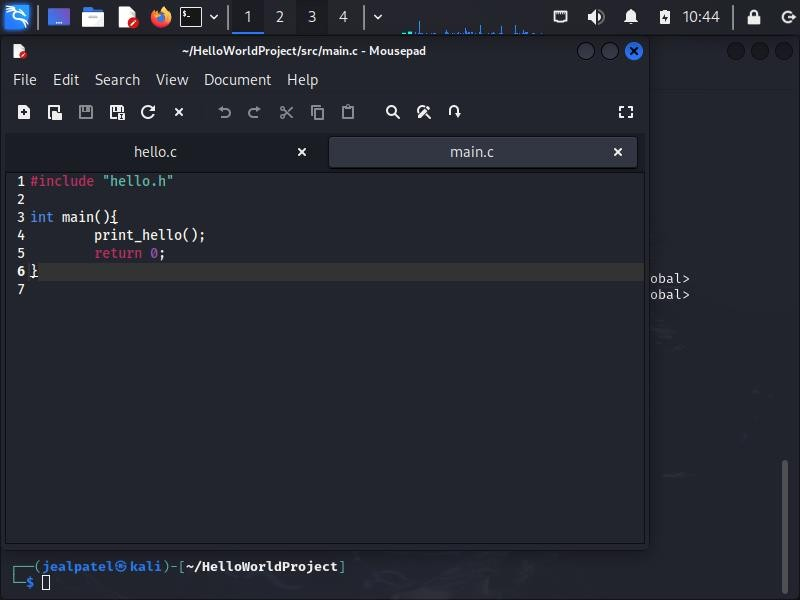 1 2 3 4 10:44
~/HelloWorldProject/src/main.c - Mousepad
File Edit Search View Document Help
hello.c main.c
1 #include "hello.h"
2
3 int main(){
4 print_hello();
5 return 0;
6 }
7
obal>
obal>
┌──(jealpatel㉿kali)-[~/HelloWorldProject]
└─$